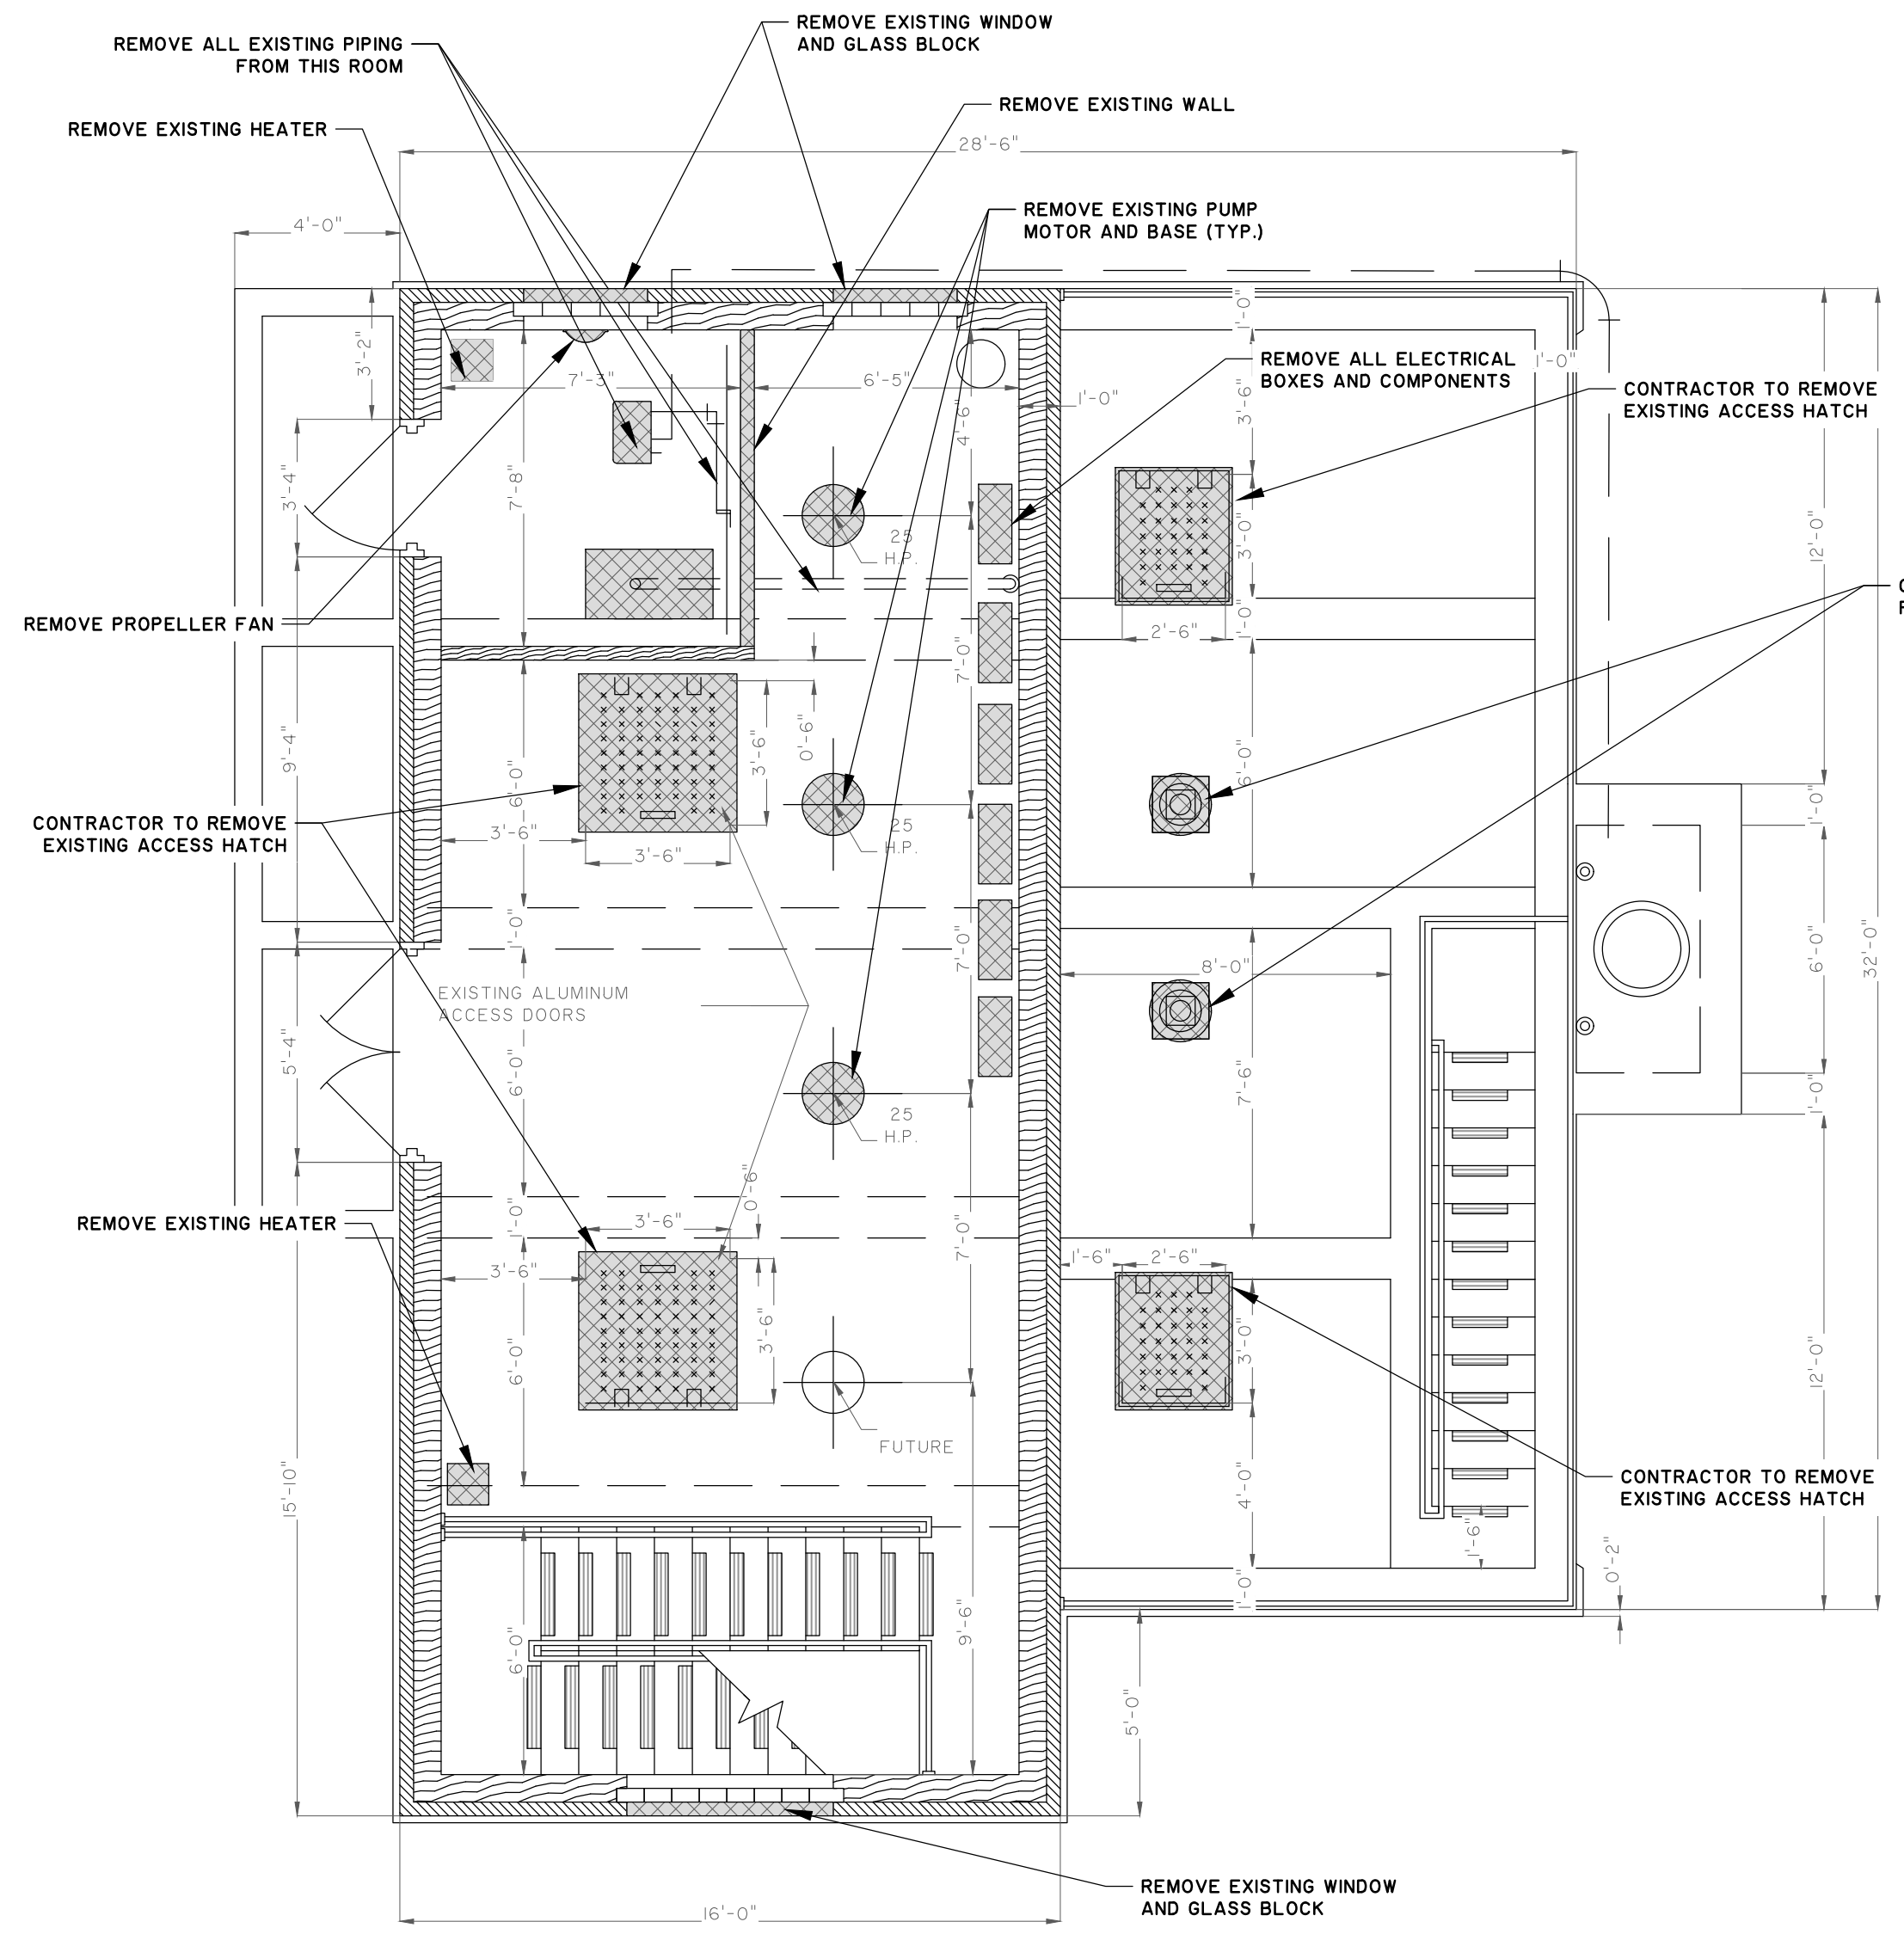 REMOVE EXISTING WINDOW
AND GLASS BLOCK
REMOVE ALL EXISTING PIPING
FROM THIS ROOM
REMOVE EXISTING WALL
REMOVE EXISTING HEATER
28'-6"
REMOVE EXISTING PUMP
MOTOR AND BASE (TYP.)
4'-0"
1'-0"
3'-2"
REMOVE ALL ELECTRICAL
BOXES AND COMPONENTS
1'-0"
7'-3"
6'-5"
CONTRACTOR TO REMOVE
EXISTING ACCESS HATCH
1'-0"
3'-6"
4'-6"
3'-4"
7'-8"
25
H.P.
3'-0"
12'-0"
REMOVE PROPELLER FAN
2'-6"
1'-0"
7'-0"
9'-4"
3'-6"
0'-6"
6'-0"
6'-0"
CONTRACTOR TO REMOVE
EXISTING ACCESS HATCH
3'-6"
3'-6"
25
H.P.
1'-0"
1'-0"
7'-0"
8'-0"
6'-0"
32'-0"
EXISTING ALUMINUM
ACCESS DOORS
5'-4"
6'-0"
7'-6"
1'-0"
25
H.P.
0'-6"
REMOVE EXISTING HEATER
1'-0"
3'-6"
7'-0"
1'-6"
2'-6"
3'-6"
3'-6"
6'-0"
3'-0"
12'-0"
FUTURE
15'-10"
4'-0"
CONTRACTOR TO REMOVE
EXISTING ACCESS HATCH
1'-6"
0'-2"
1'-0"
6'-0"
9'-6"
5'-0"
REMOVE EXISTING WINDOW
AND GLASS BLOCK
16'-0"